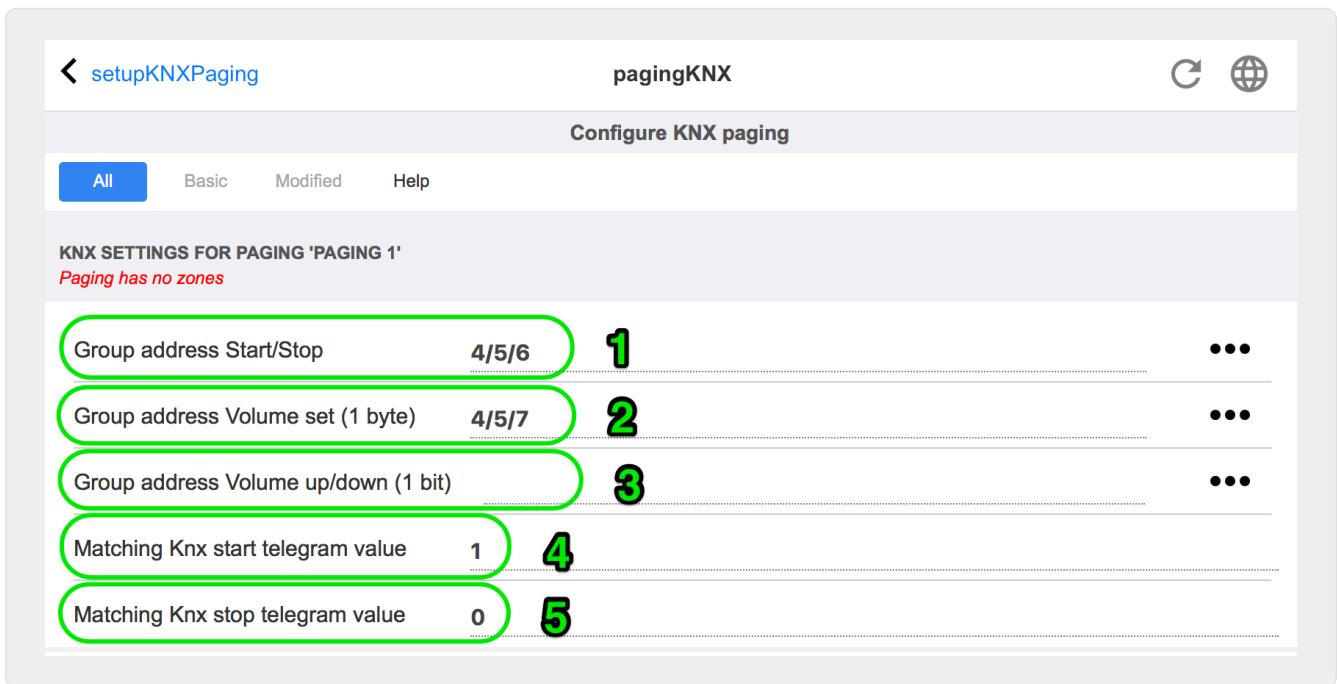 setupKNXPaging pagingKNX
Configure KNX paging
All Basic Modified Help
KNX SETTINGS FOR PAGING 'PAGING 1'
Paging has no zones
Group address Start/Stop 4/5/6 1
Group address Volume set (1 byte) 4/5/7 2
Group address Volume up/down (1 bit) 3
Matching Knx start telegram value 1 4
Matching Knx stop telegram value 0 5